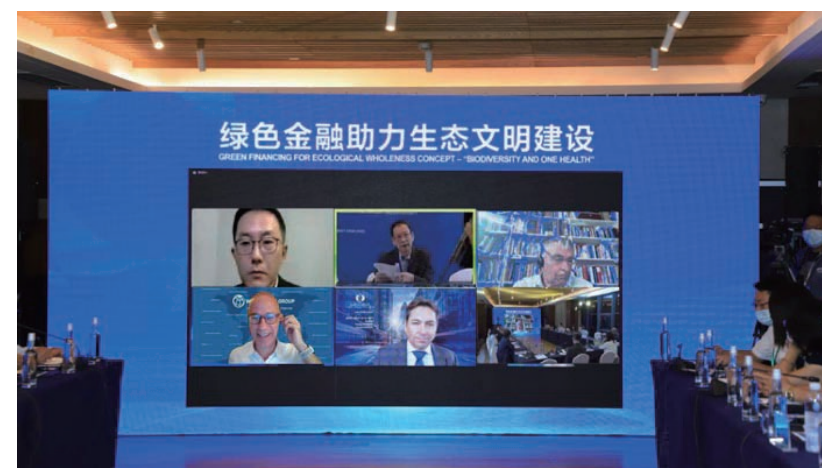 绿色金融助力生态文明建设
GREEN FINANCING FOR ECOLOGICAL WHOLENESS CONCEPT – "BIODIVERSITY AND ONE HEALTH"
GROUP